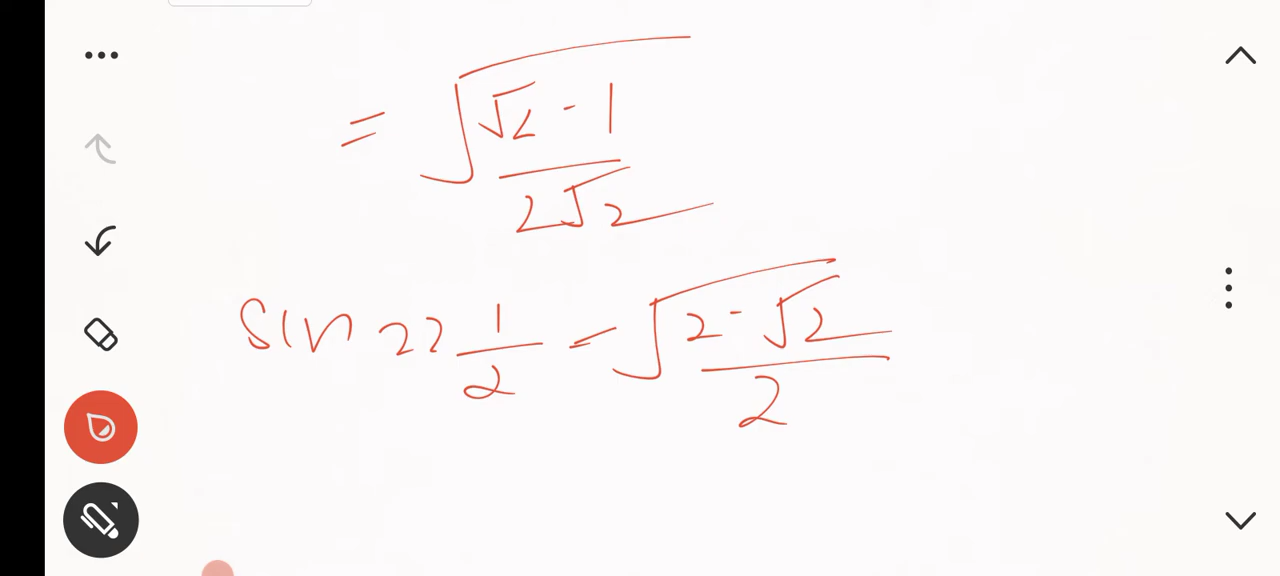 = √((√2 - 1)/(2√2))
Sin 22 1/2 = √(2 - √2)/2